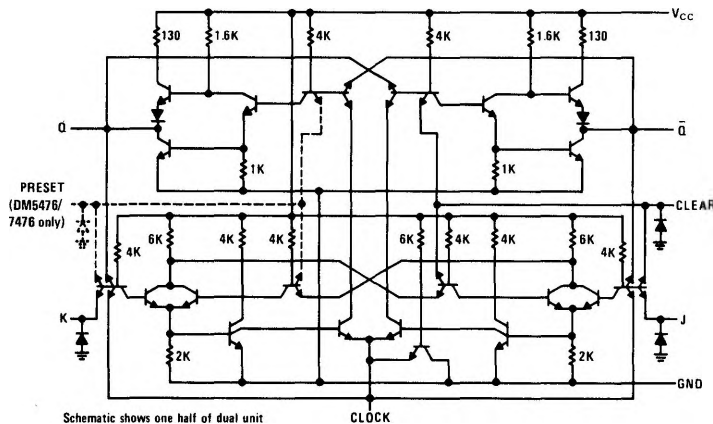 VCC
130 1.6K 4K 4K 1.6K 130
Q Q̅
1K 1K
PRESET
(DM5476/
7476 only)
CLEAR
4K 6K 4K 4K 6K 4K 4K 6K 4K
K J
2K 2K
GND
Schematic shows one half of dual unit CLOCK